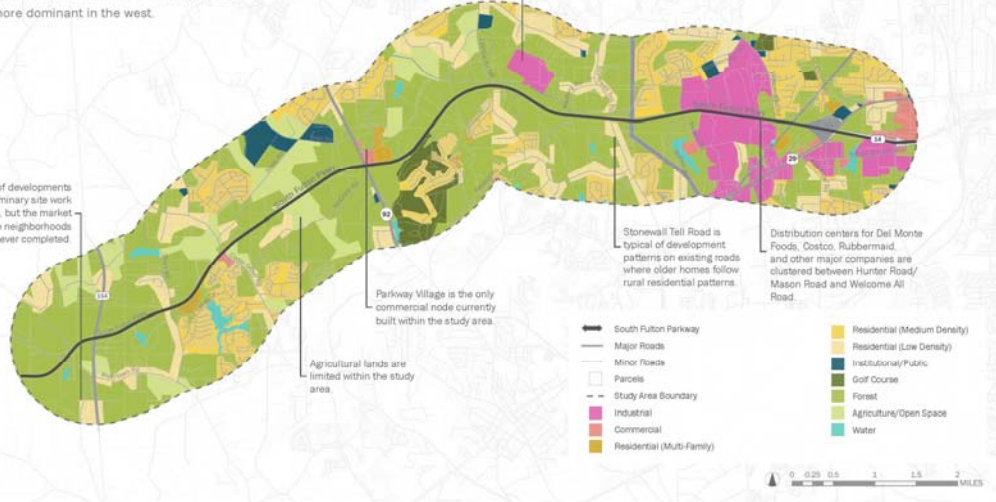 more dominant in the west.
of developments
minary site work
, but the market
e neighborhoods
ever completed.
Parkway Village is the only
commercial node currently
built within the study area.
Agricultural lands are
limited within the study
area.
Stonewall Tell Road is
typical of development
patterns on existing roads
where older homes follow
rural residential patterns.
Distribution centers for Del Monte
Foods, Costco, Rubbermaid,
and other major companies are
clustered between Hunter Road/
Mason Road and Welcome All
Road.
154
92
29
14
South Fulton Pkwy
South Fulton Parkway
Major Roads
Minor Roads
Parcels
Study Area Boundary
Industrial
Commercial
Residential (Multi-Family)
Residential (Medium Density)
Residential (Low Density)
Institutional/Public
Golf Course
Forest
Agriculture/Open Space
Water
0 0.25 0.5 1 1.5 2
MILES